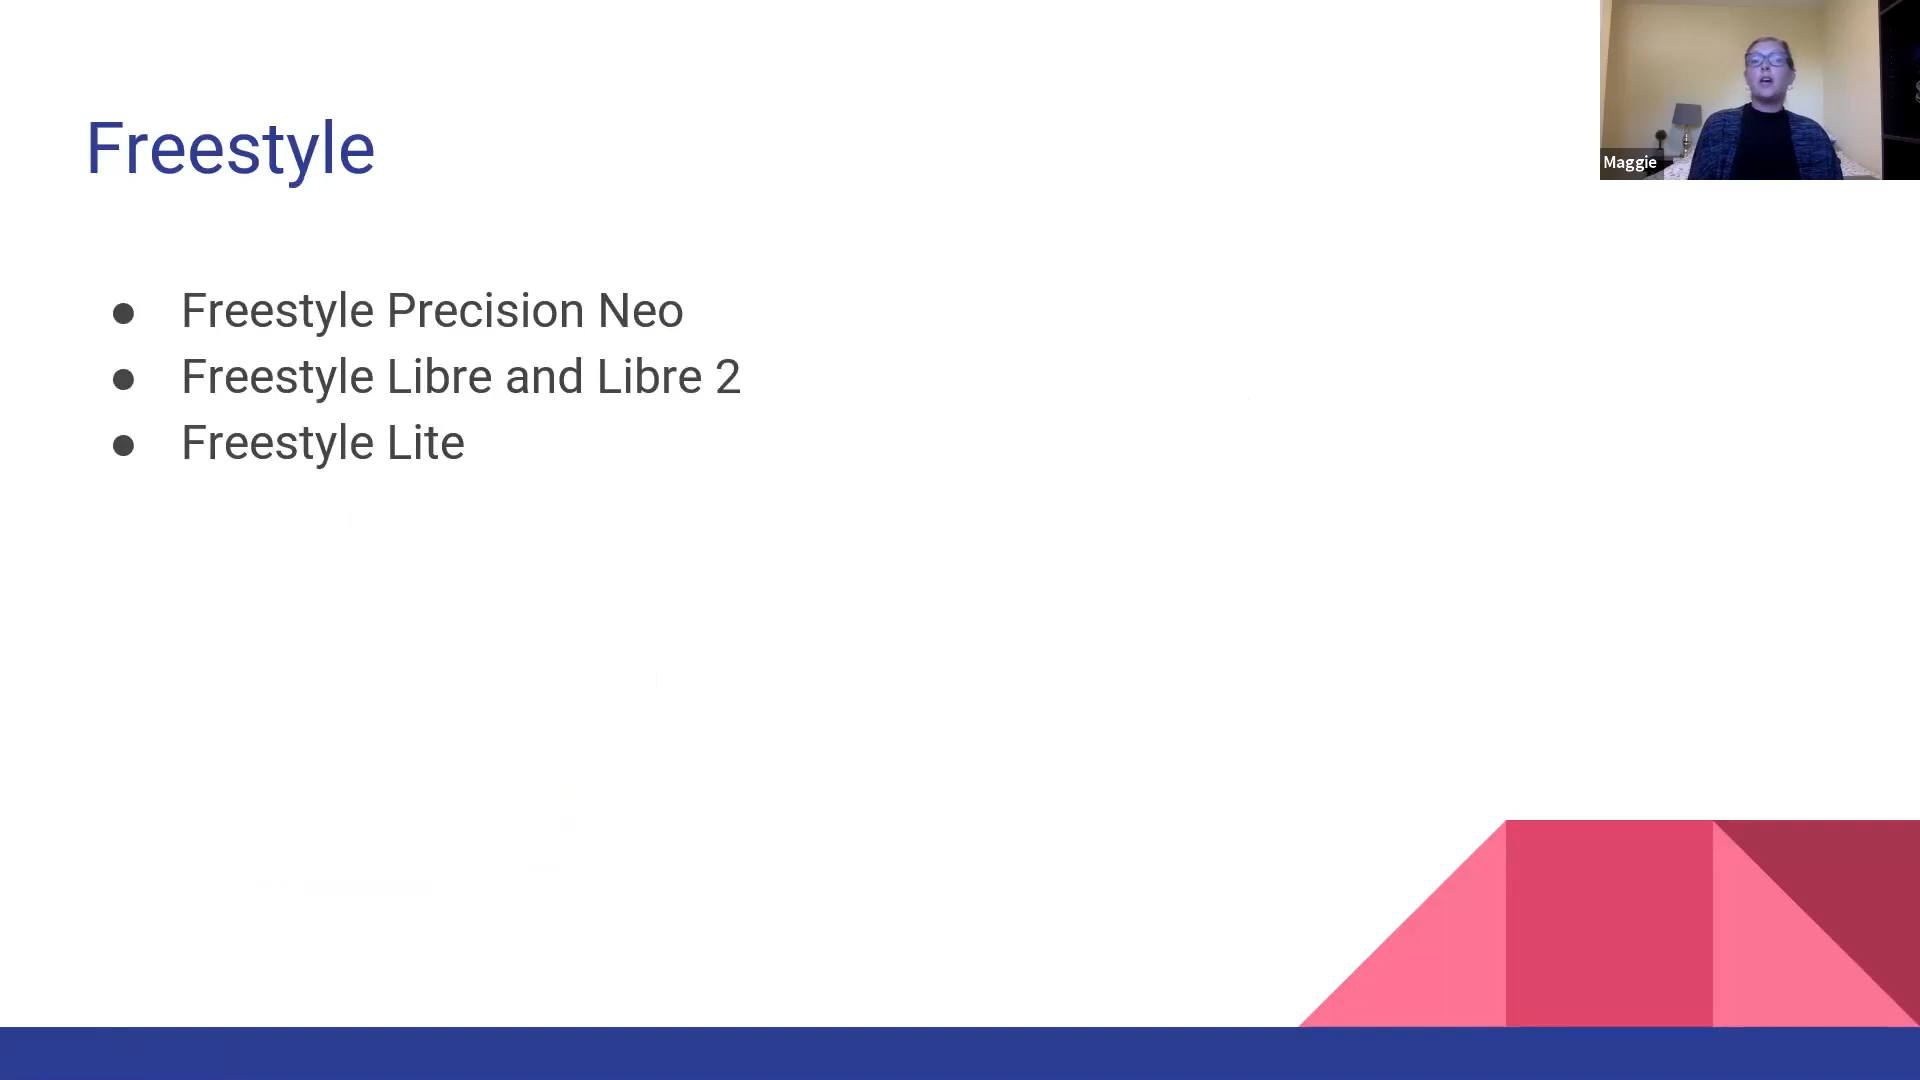 Freestyle
Maggie
● Freestyle Precision Neo
● Freestyle Libre and Libre 2
● Freestyle Lite